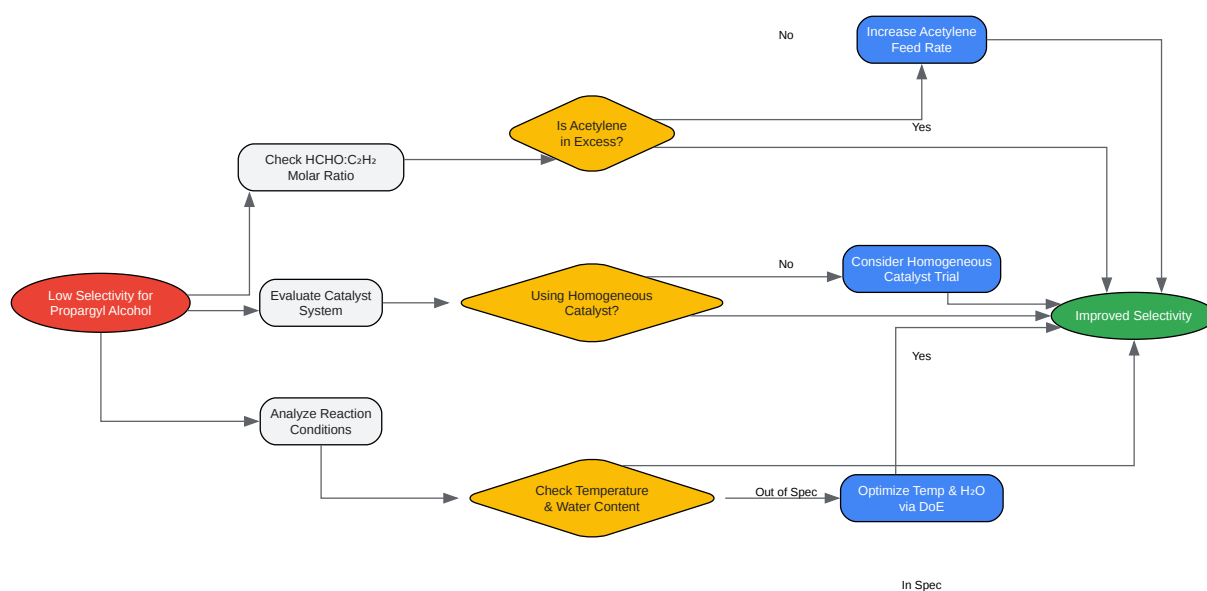 No
Increase Acetylene
Feed Rate
Is Acetylene
in Excess?
Yes
Check HCHO:C₂H₂
Molar Ratio
Low Selectivity for
Propargyl Alcohol
Evaluate Catalyst
System
Using Homogeneous
Catalyst?
No
Consider Homogeneous
Catalyst Trial
Improved Selectivity
Yes
Analyze Reaction
Conditions
Check Temperature
& Water Content
Out of Spec
Optimize Temp & H₂O
via DoE
In Spec